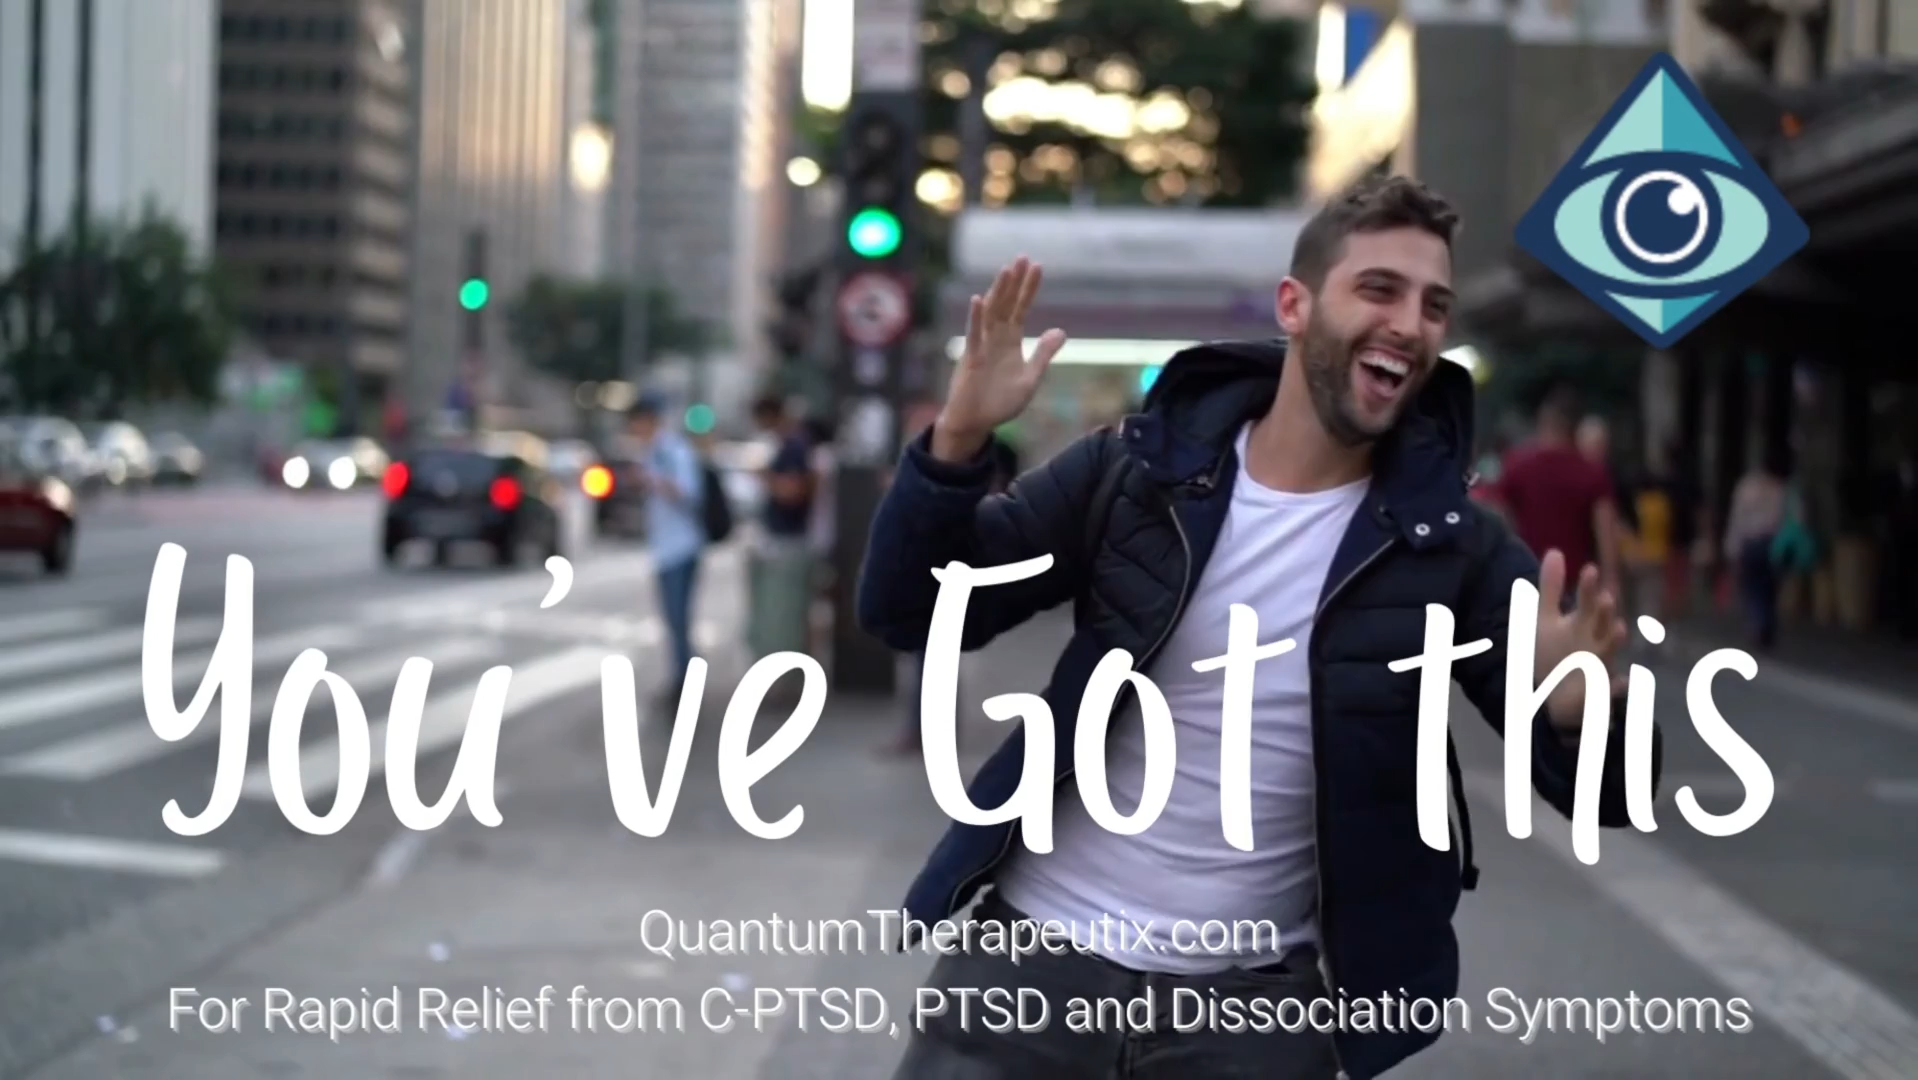 You've Got this
QuantumTherapeutix.com
For Rapid Relief from C-PTSD, PTSD and Dissociation Symptoms